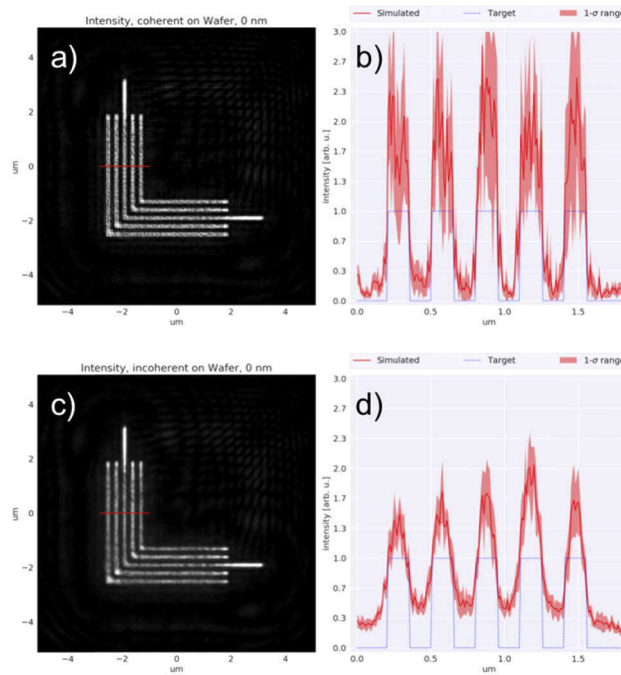 Intensity, coherent on Wafer, 0 nm
a)
um
4
2
0
−2
−4
−4 −2 0 2 4
um
Simulated Target 1-σ range
b)
intensity [arb. u.]
3.0
2.7
2.3
2.0
1.7
1.3
1.0
0.7
0.3
0.0
0.0 0.5 1.0 1.5
um
Intensity, incoherent on Wafer, 0 nm
c)
um
4
2
0
−2
−4
−4 −2 0 2 4
um
Simulated Target 1-σ range
d)
intensity [arb. u.]
3.0
2.7
2.3
2.0
1.7
1.3
1.0
0.7
0.3
0.0
0.0 0.5 1.0 1.5
um